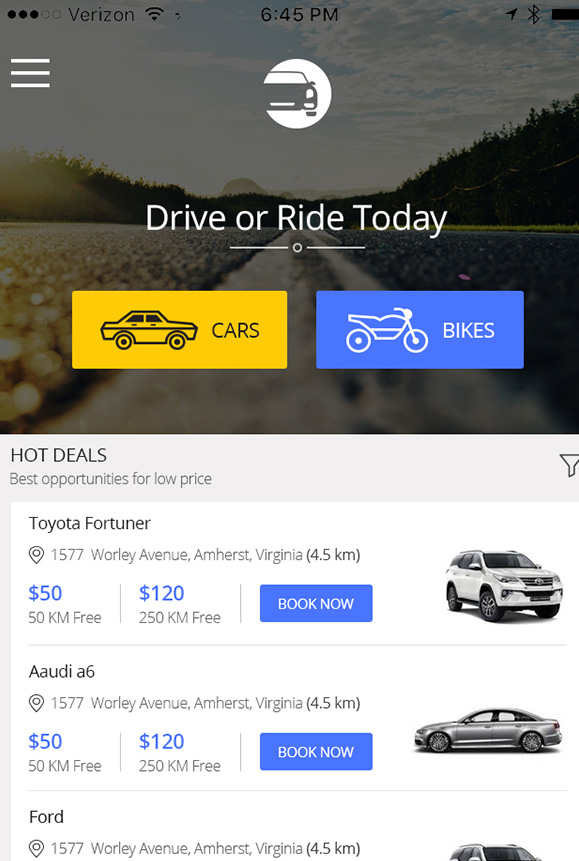 Verizon 6:45 PM
Drive or Ride Today
CARS BIKES
HOT DEALS
Best opportunities for low price
Toyota Fortuner
1577 Worley Avenue, Amherst, Virginia (4.5 km)
$50 $120
50 KM Free 250 KM Free
BOOK NOW
Aaudi a6
1577 Worley Avenue, Amherst, Virginia (4.5 km)
$50 $120
50 KM Free 250 KM Free
BOOK NOW
Ford
1577 Worley Avenue, Amherst, Virginia (4.5 km)